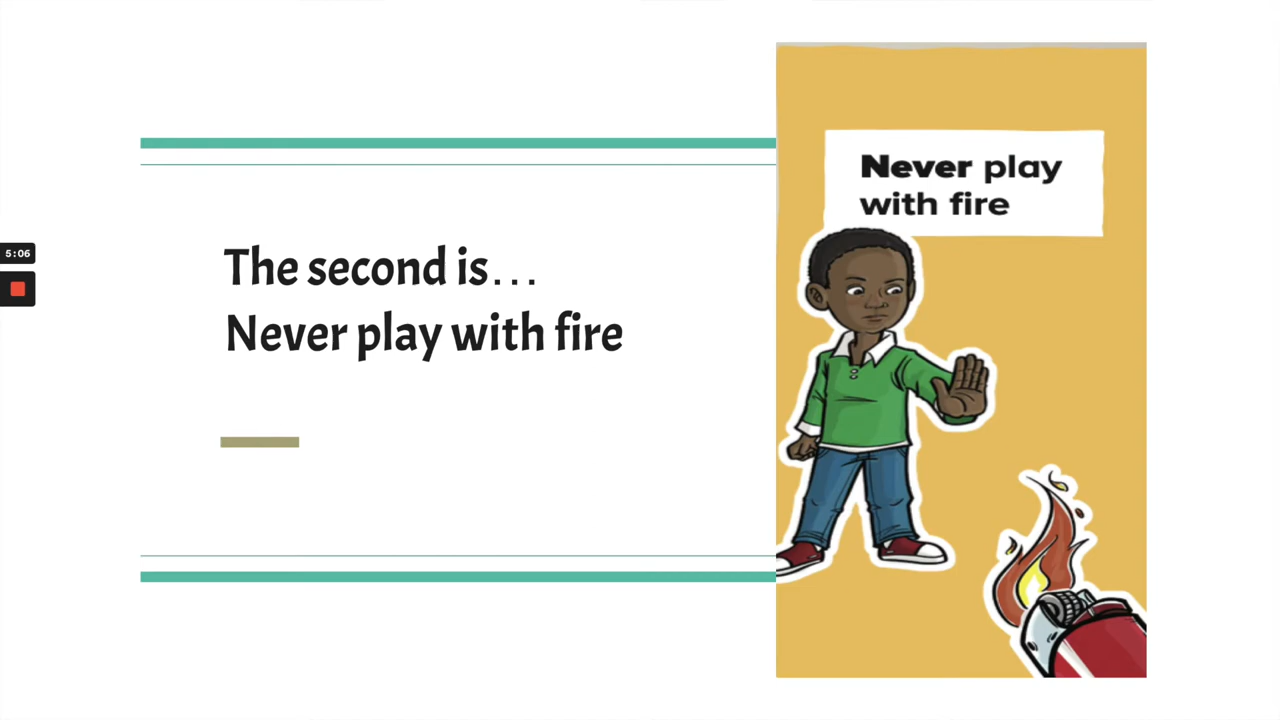 5:06
The second is...
Never play with fire
Never play
with fire